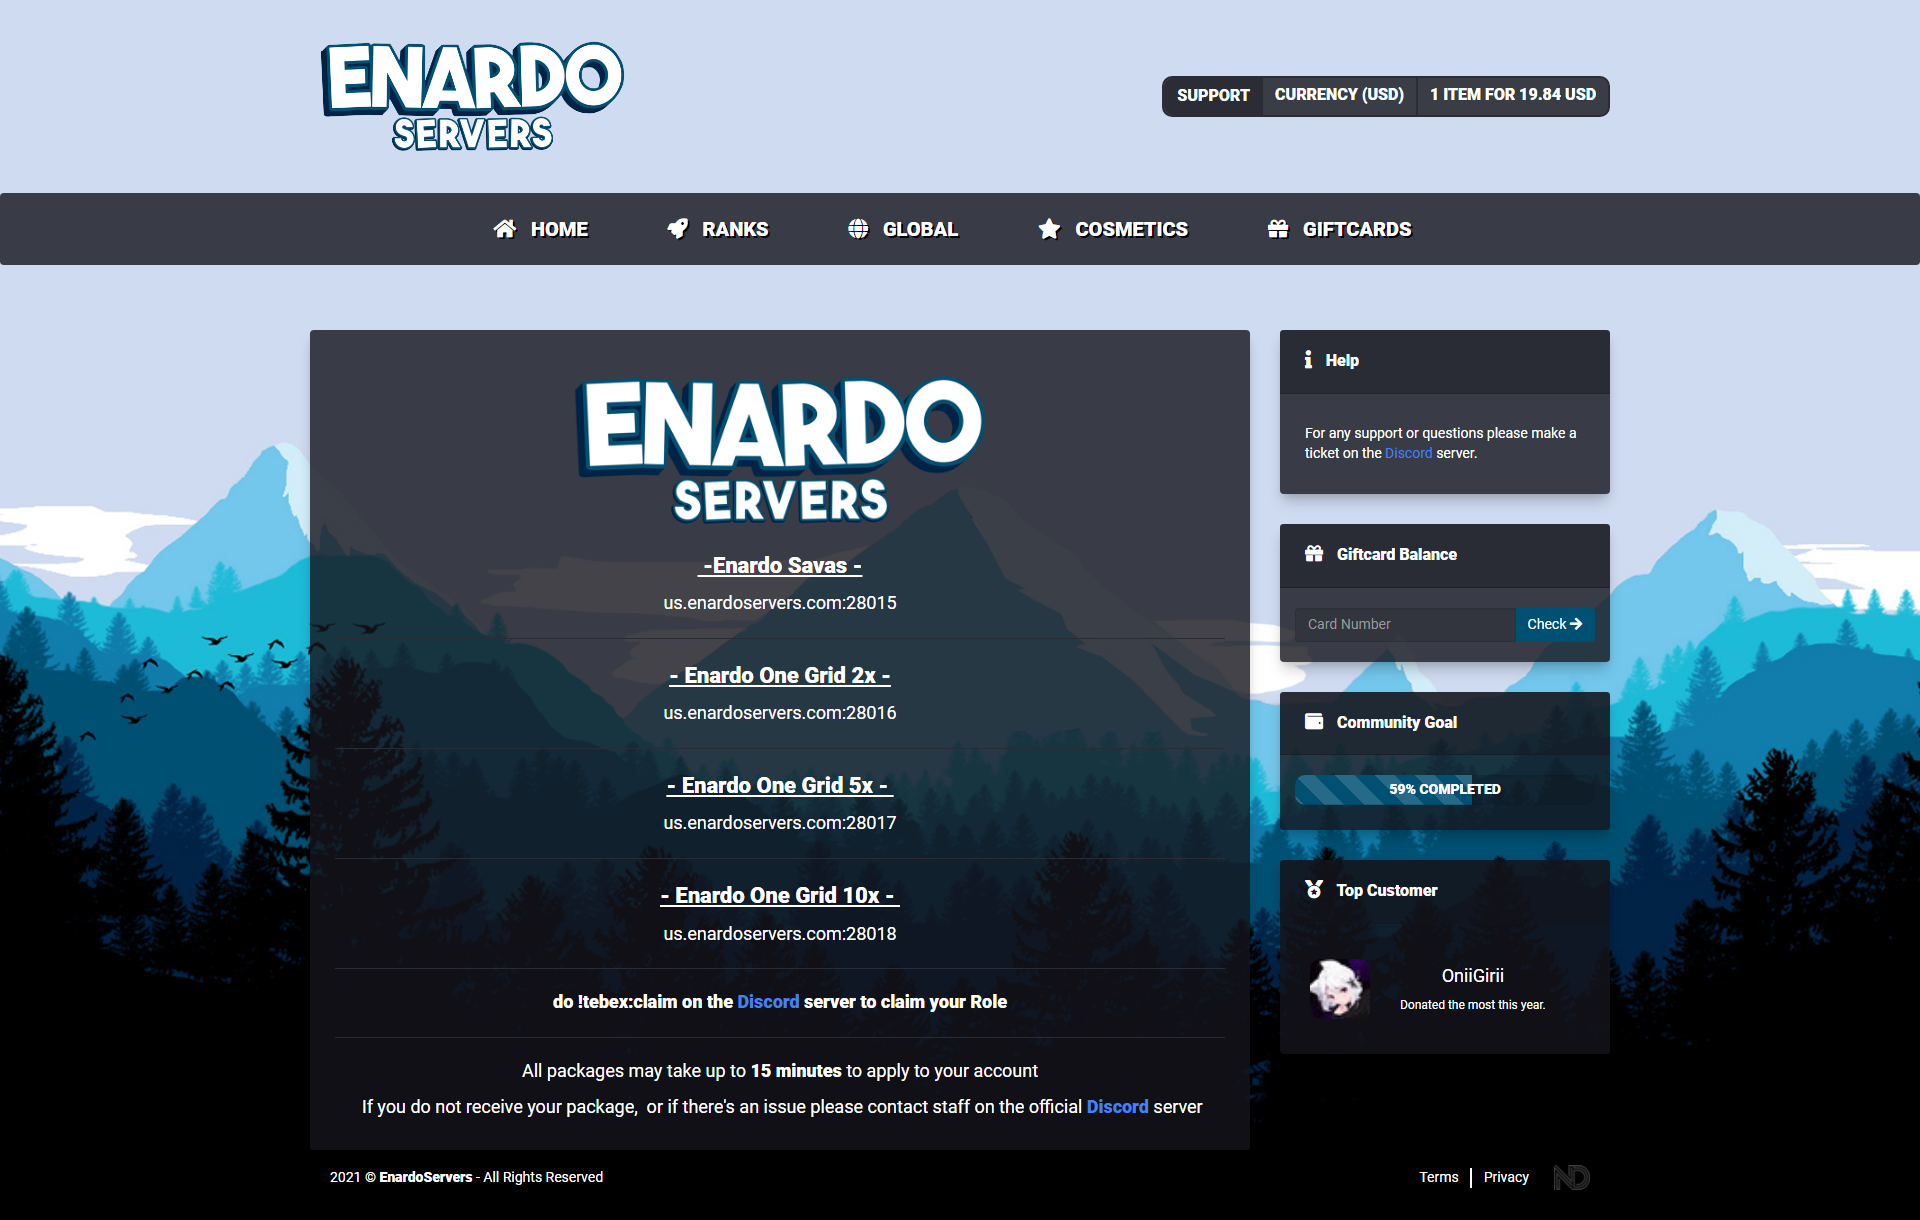 ENARDO
SERVERS
SUPPORT
CURRENCY (USD)
1 ITEM FOR 19.84 USD
HOME
RANKS
GLOBAL
COSMETICS
GIFTCARDS
ENARDO
SERVERS
-Enardo Savas -
us.enardoservers.com:28015
- Enardo One Grid 2x -
us.enardoservers.com:28016
- Enardo One Grid 5x -
us.enardoservers.com:28017
- Enardo One Grid 10x -
us.enardoservers.com:28018
do !tebex:claim on the Discord server to claim your Role
All packages may take up to 15 minutes to apply to your account
If you do not receive your package,  or if there's an issue please contact staff on the official Discord server
Help
For any support or questions please make a
ticket on the Discord server.
Giftcard Balance
Card Number
Check
Community Goal
59% COMPLETED
Top Customer
OniiGirii
Donated the most this year.
2021 © EnardoServers - All Rights Reserved
Terms
Privacy
ND